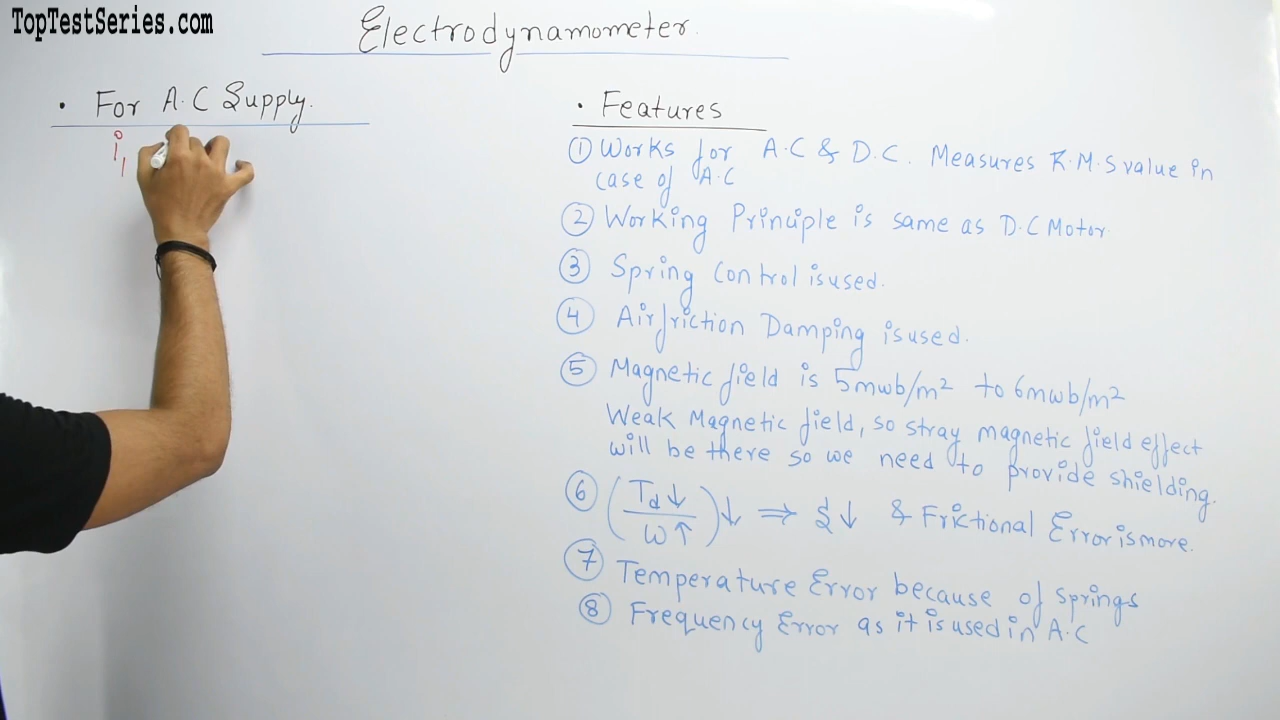 TopTestSeries.com
Electrodynamometer.
• For A.C Supply.
i₁
• Features
① Works for A.C & D.C. Measures R.M.S value in
case of A.C
② Working Principle is same as D.C Motor.
③ Spring Control is used.
④ Air friction Damping is used.
⑤ Magnetic field is 5mwb/m² to 6mwb/m²
Weak Magnetic field, so stray magnetic field effect
will be there so we need to provide shielding.
⑥ (Td↓/ω↑)↓ ⇒ S↓ & Frictional Error is more.
⑦ Temperature Error because of springs
⑧ Frequency Error as it is used in A.C